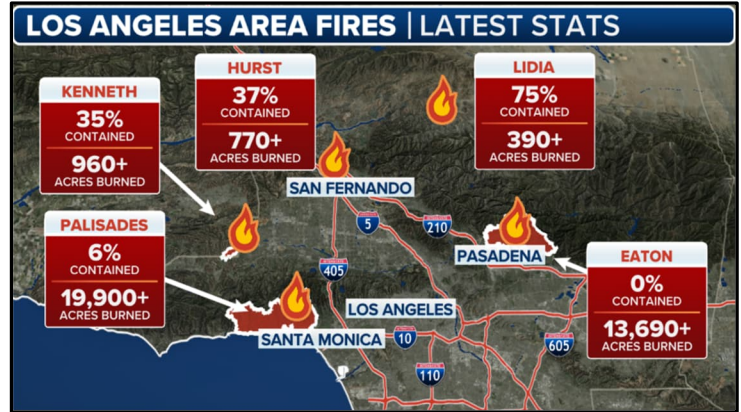 LOS ANGELES AREA FIRES | LATEST STATS
KENNETH
35%
CONTAINED
960+
ACRES BURNED
HURST
37%
CONTAINED
770+
ACRES BURNED
LIDIA
75%
CONTAINED
390+
ACRES BURNED
PALISADES
6%
CONTAINED
19,900+
ACRES BURNED
EATON
0%
CONTAINED
13,690+
ACRES BURNED
SAN FERNANDO
5
210
PASADENA
405
LOS ANGELES
SANTA MONICA
10
605
110